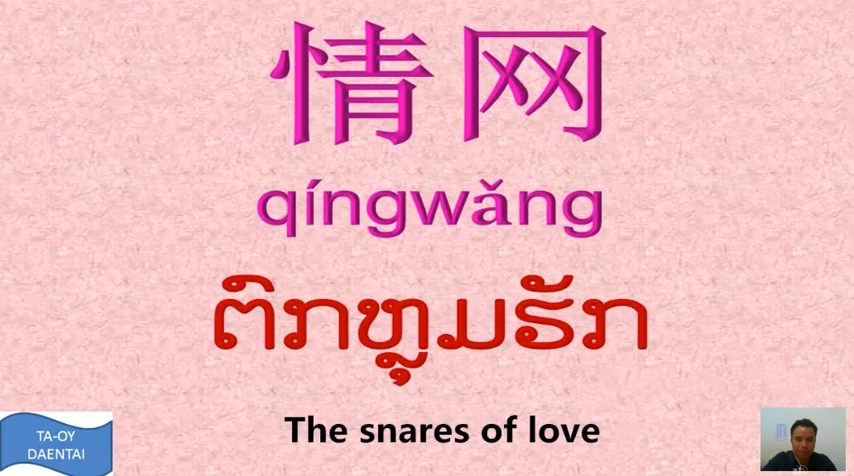 情网
qíngwǎng
ຕົກຫຼຸມຮັກ
The snares of love
TA-OY
DAENTAI